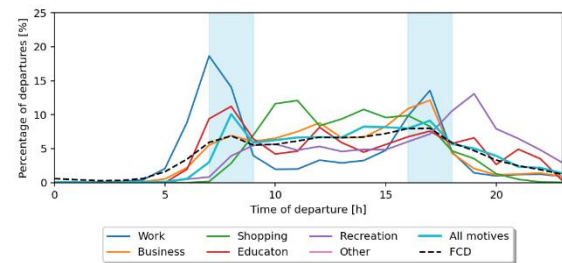 Percentage of departures [%]
25
20
15
10
5
0
0 5 10 15 20
Time of departure [h]
Work Shopping Recreation All motives
Business Educaton Other FCD